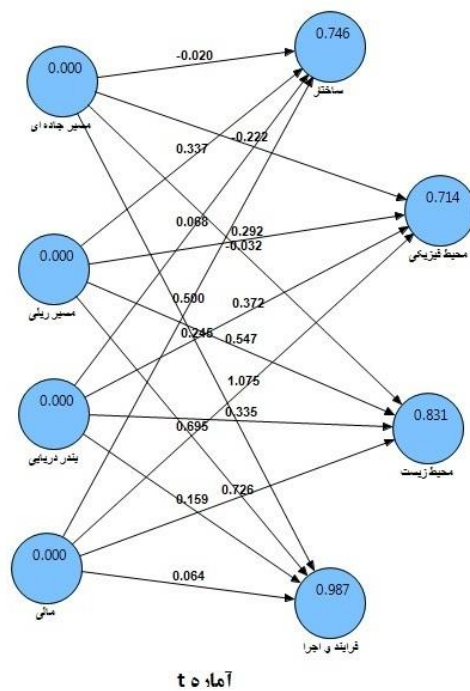 0.746
0.000
-0.020
ساختار
مسیر جاده ای
-0.222
0.337
0.714
0.068
0.292
-0.032
محیط فیزیکی
0.000
مسیر ریلی
0.500
0.372
0.245
0.547
1.075
0.000
0.335
0.831
0.695
بندر دریایی
محیط زیست
0.726
0.159
0.000
0.064
0.987
مالی
فرایند ی اجرا
آماره t